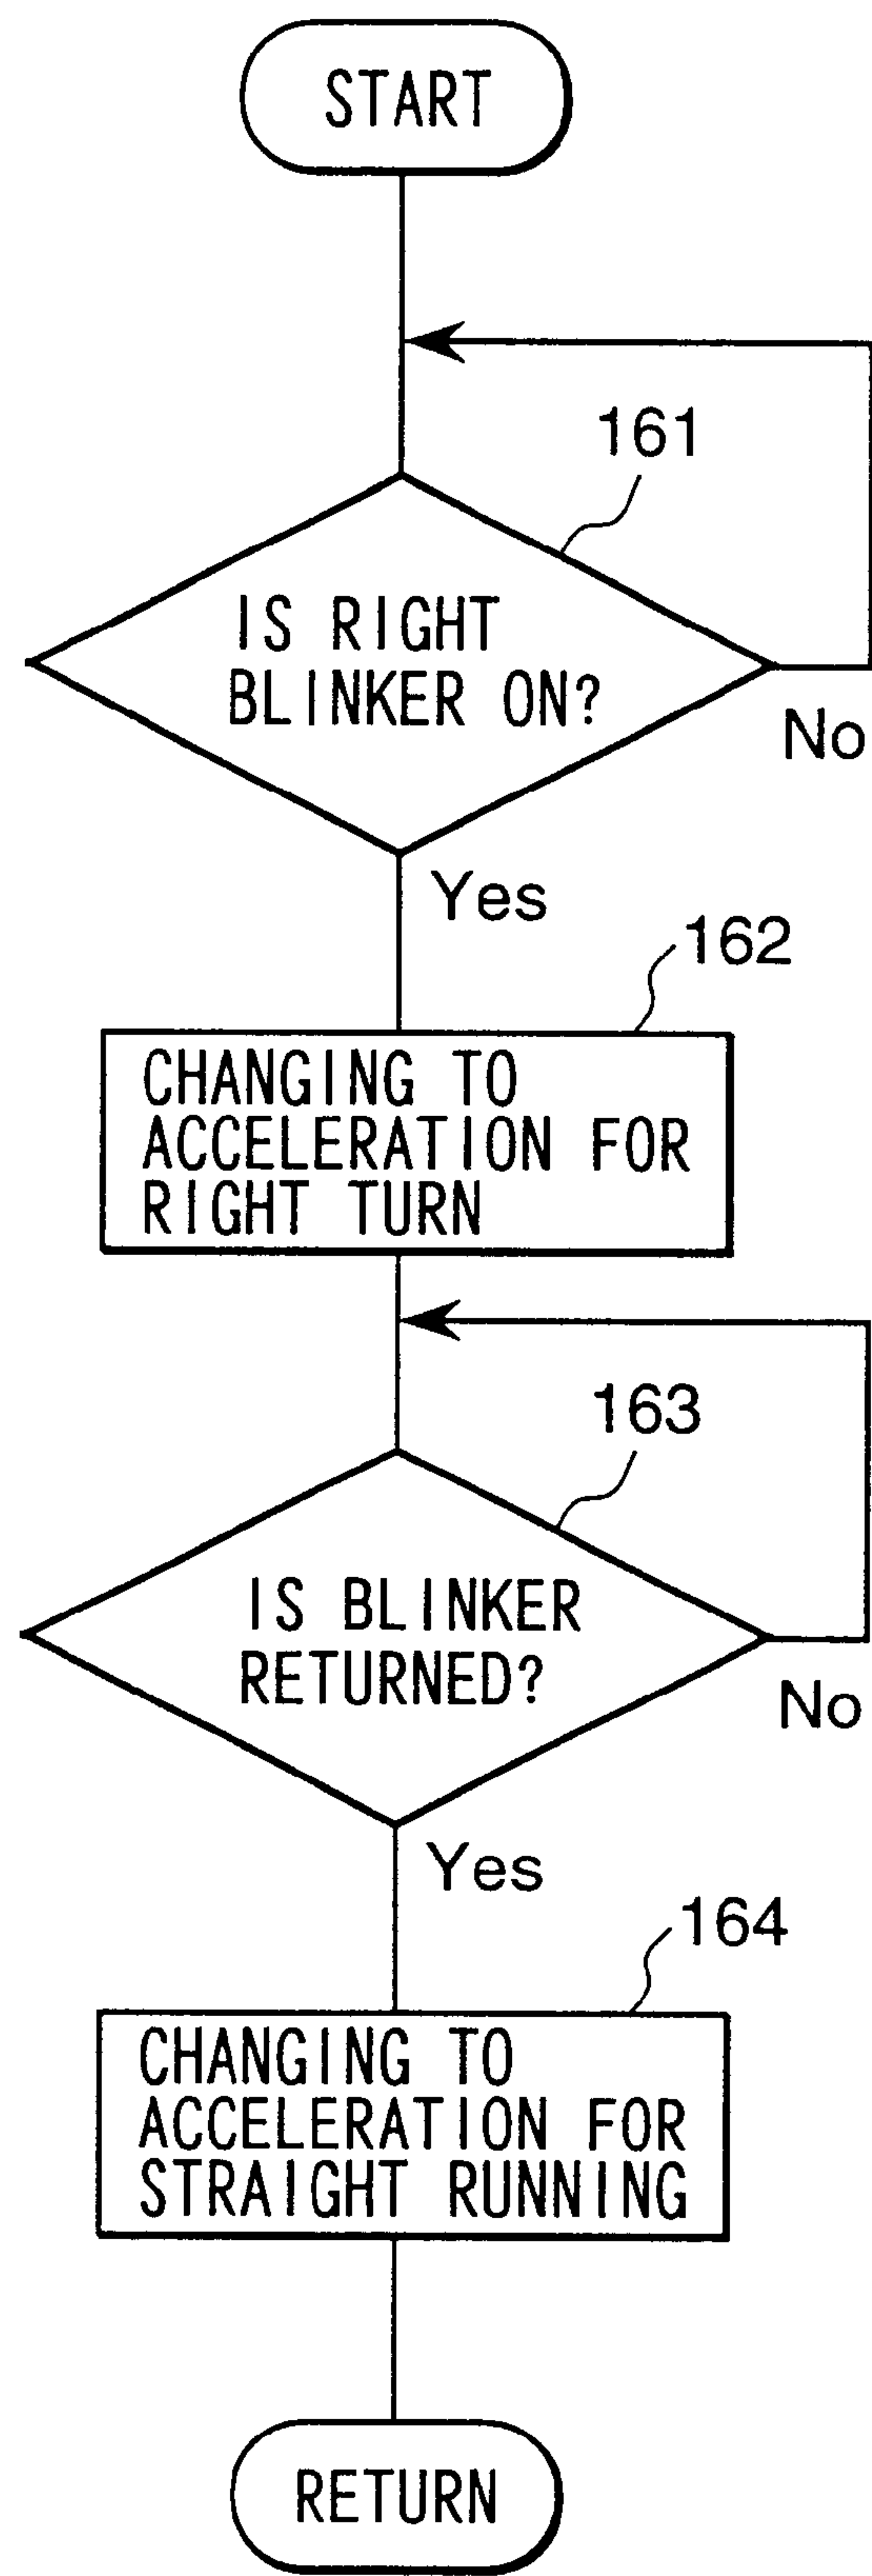 START
161
IS RIGHT
BLINKER ON?
No
Yes
162
CHANGING TO
ACCELERATION FOR
RIGHT TURN
163
IS BLINKER
RETURNED?
No
Yes
164
CHANGING TO
ACCELERATION FOR
STRAIGHT RUNNING
RETURN